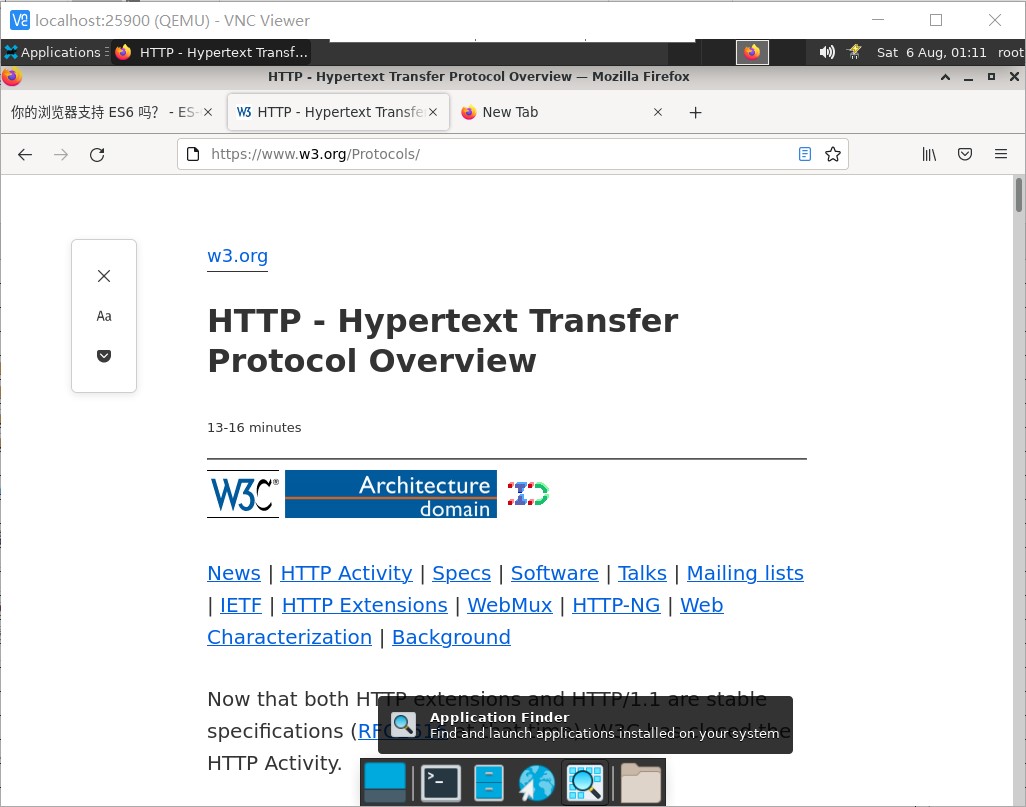 localhost:25900 (QEMU) - VNC Viewer
Applications
HTTP - Hypertext Transf...
Sat 6 Aug, 01:11 root
HTTP - Hypertext Transfer Protocol Overview — Mozilla Firefox
你的浏览器支持 ES6 吗? - ES-
HTTP - Hypertext Transfe
New Tab
https://www.w3.org/Protocols/
w3.org
Aa
HTTP - Hypertext Transfer
Protocol Overview
13-16 minutes
W3C®
Architecture
domain
News | HTTP Activity | Specs | Software | Talks | Mailing lists
| IETF | HTTP Extensions | WebMux | HTTP-NG | Web
Characterization | Background
Now that both HTTP extensions and HTTP/1.1 are stable
specifications (RFC at that time), W3C has closed the
HTTP Activity.
Application Finder
Find and launch applications installed on your system